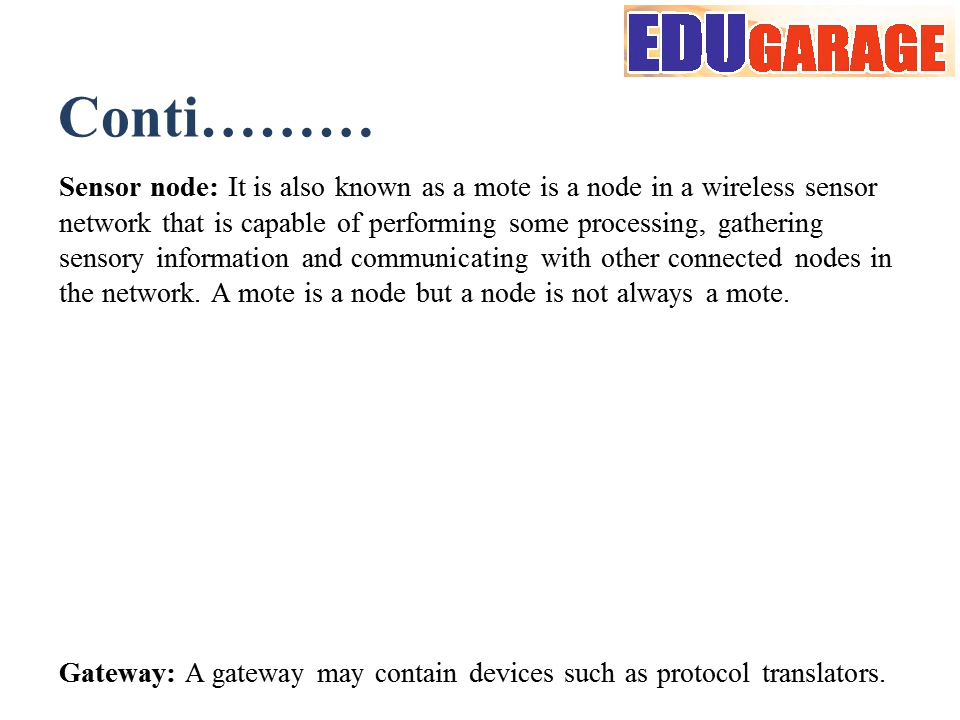 EDUGARAGE
Conti………
Sensor node: It is also known as a mote is a node in a wireless sensor
network that is capable of performing some processing, gathering
sensory information and communicating with other connected nodes in
the network. A mote is a node but a node is not always a mote.
Gateway: A gateway may contain devices such as protocol translators.